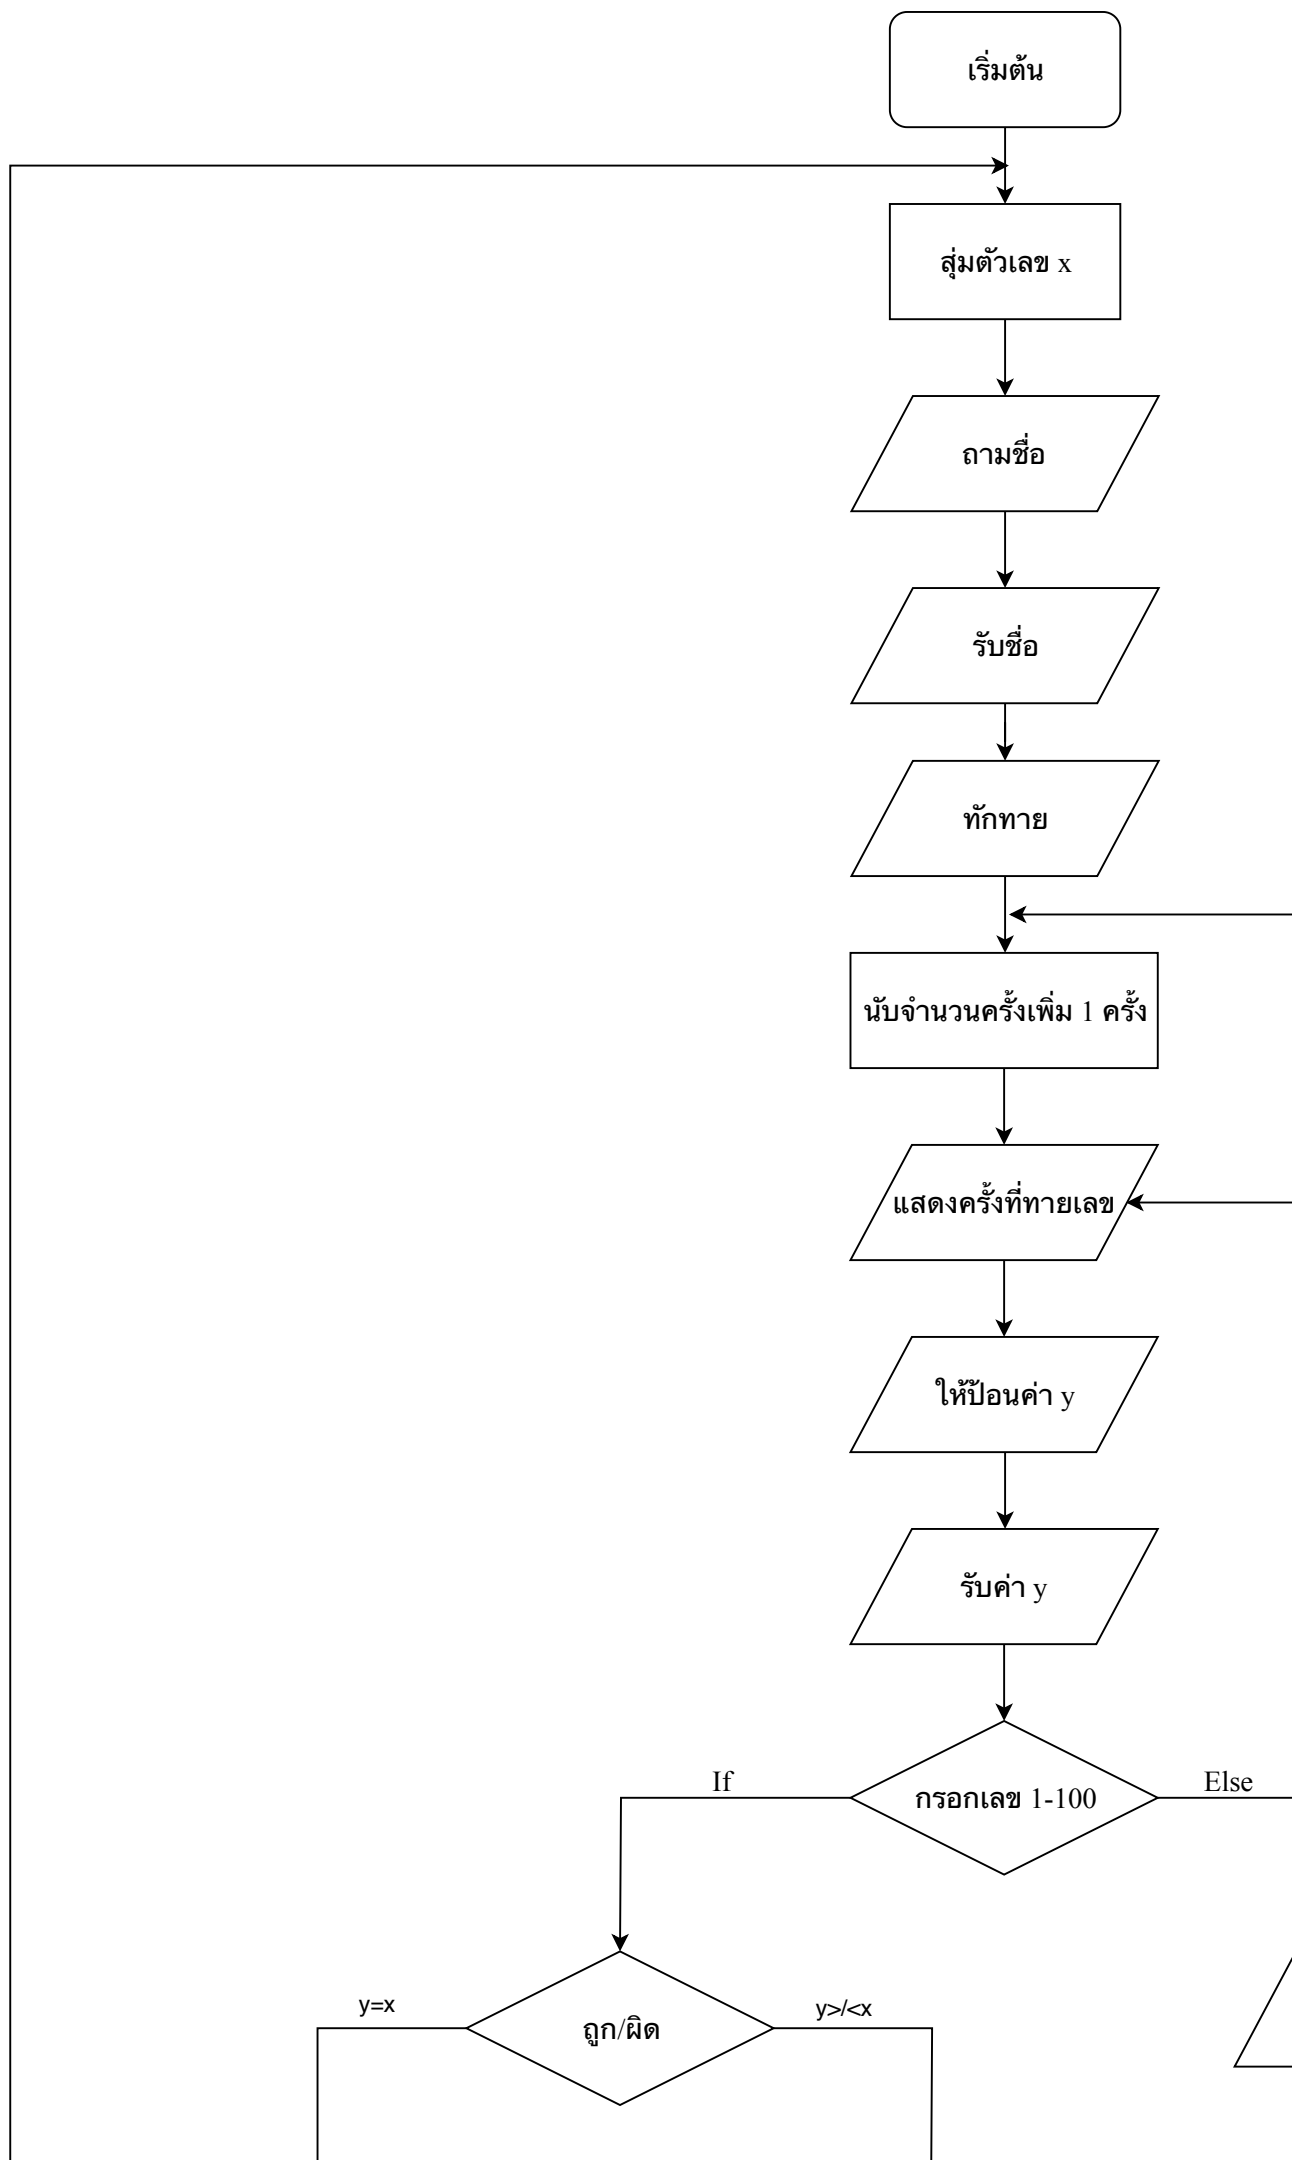 เริ่มต้น
สุ่มตัวเลข x
ถามชื่อ
รับชื่อ
ทักทาย
นับจำนวนครั้งเพิ่ม 1 ครั้ง
แสดงครั้งที่ทายเลข
ให้ป้อนค่า y
รับค่า y
If
กรอกเลข 1-100
Else
y=x
ถูก/ผิด
y>/<x